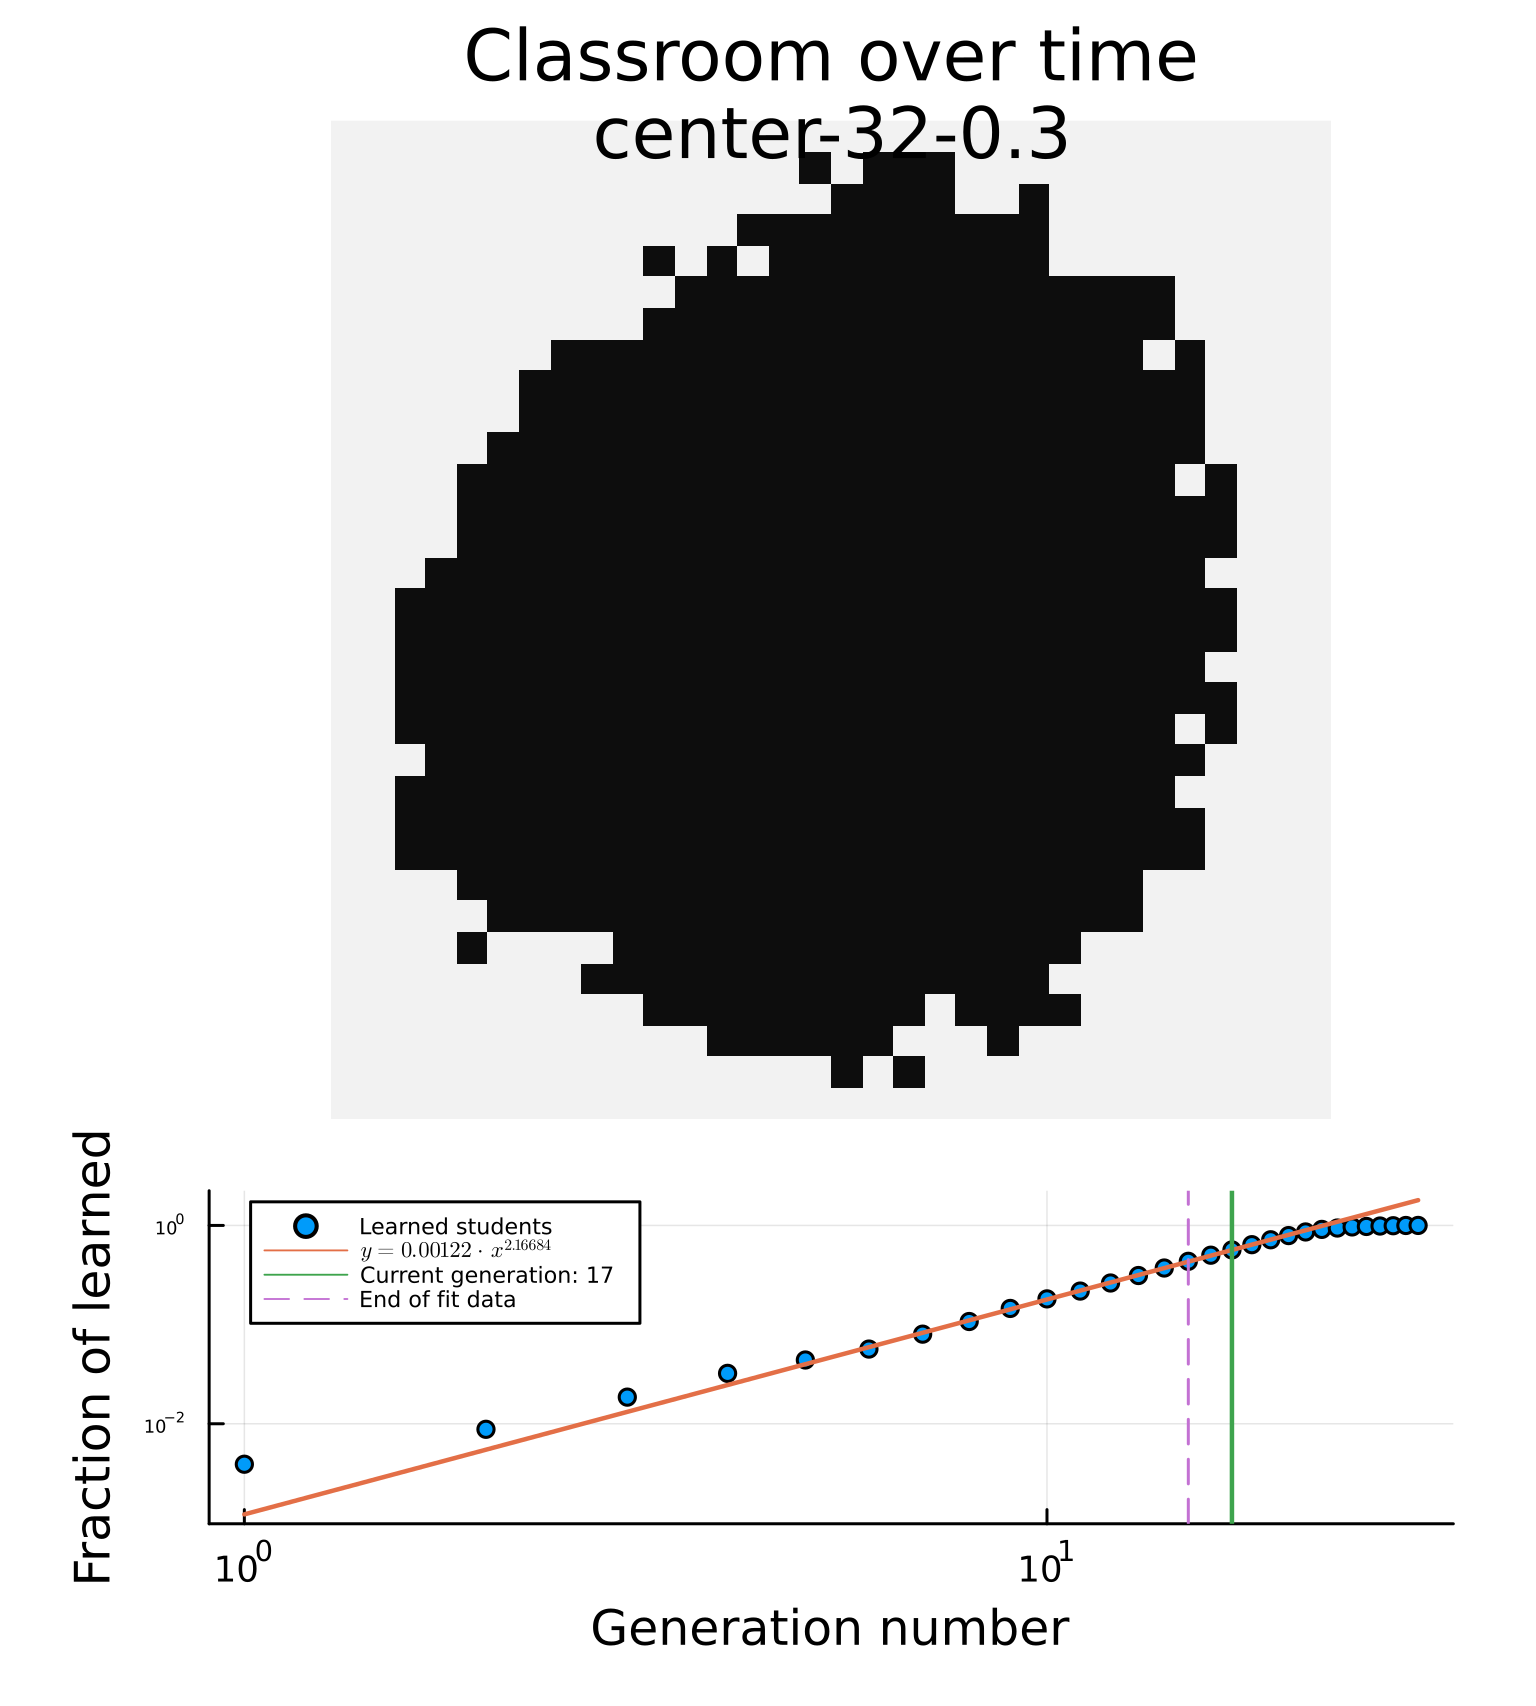 Classroom over time
center-32-0.3
Fraction of learned
10^0
10^-2
Learned students
y = 0.00122 · x^2.16684
Current generation: 17
End of fit data
10^0
10^1
Generation number